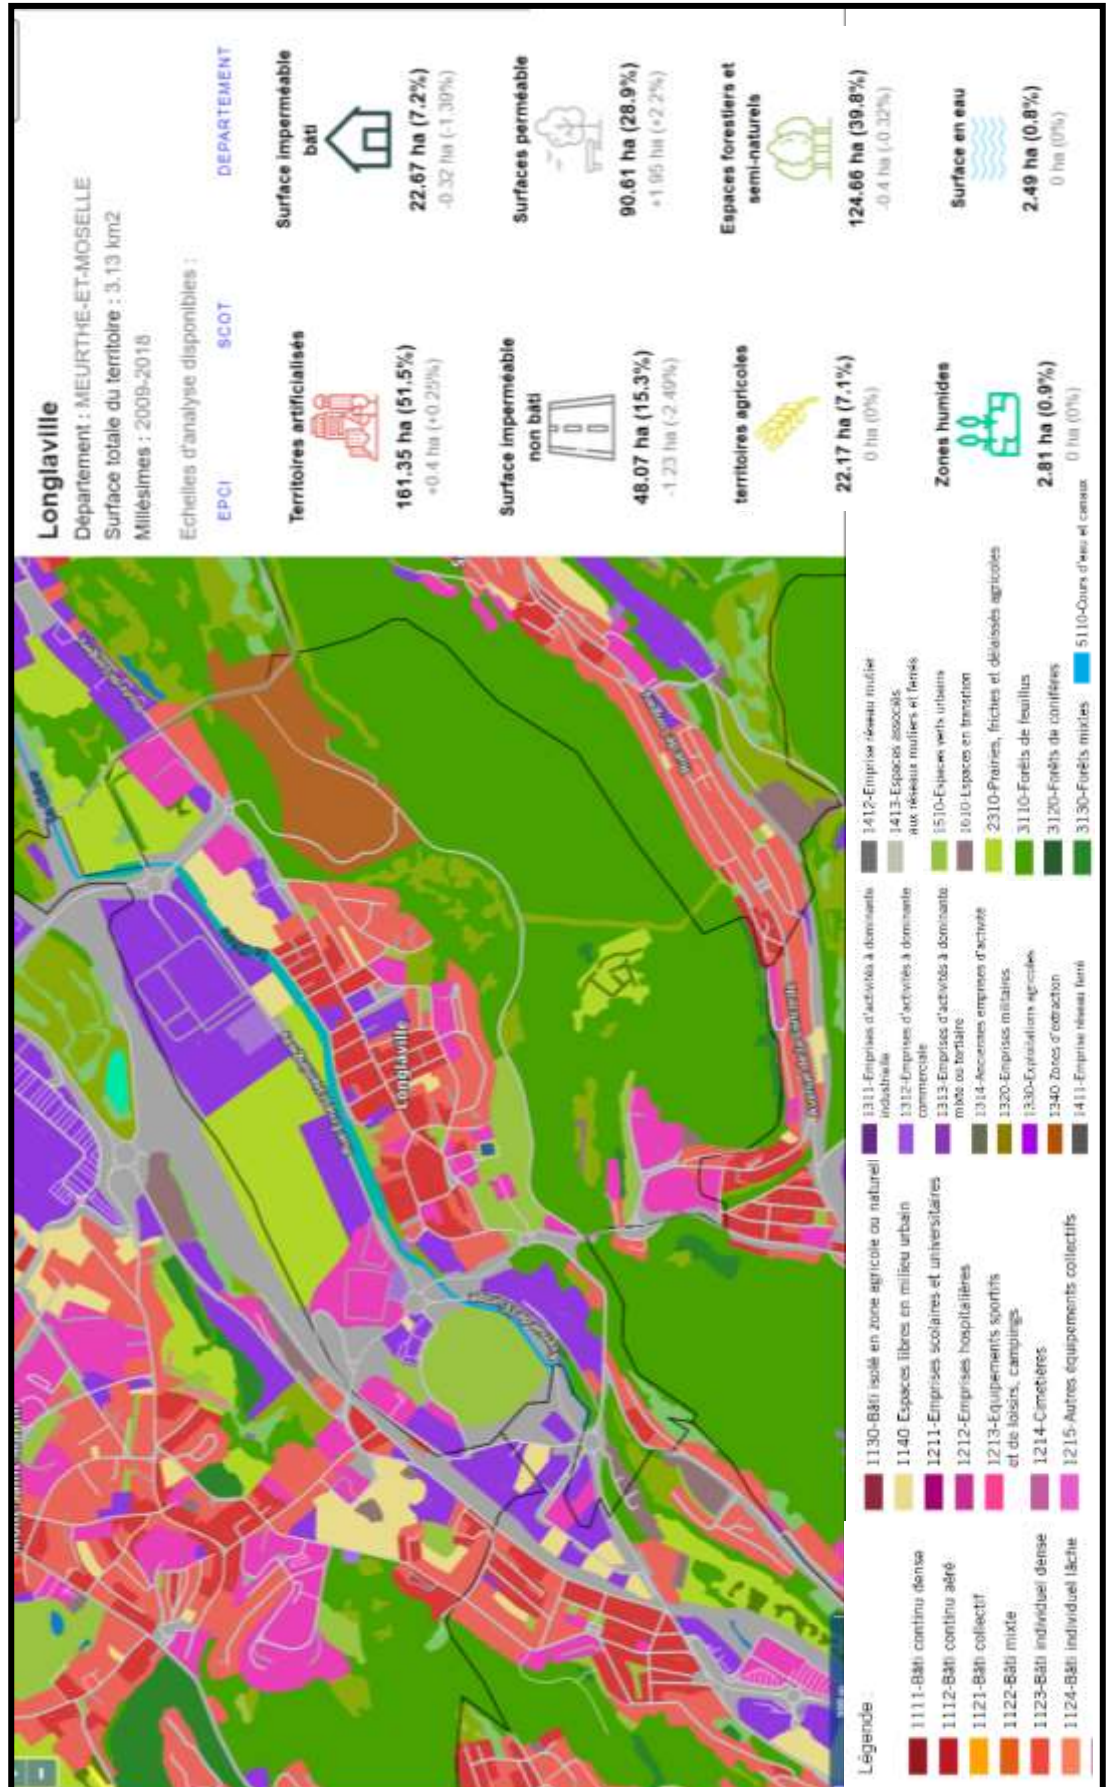 Longlaville
Département : MEURTHE-ET-MOSELLE
Surface totale du territoire : 3.13 km2
Millésimes : 2009-2018
Echelles d'analyse disponibles :
EPCI
SCOT
DEPARTEMENT
Territoires artificialisés
161.35 ha (51.5%)
+0.4 ha (+0.25%)
Surface imperméable
bâti
22.67 ha (7.2%)
-0.32 ha (-1.39%)
Surface imperméable
non bâti
48.07 ha (15.3%)
-1.23 ha (-2.49%)
Surfaces perméable
90.61 ha (28.9%)
+1.95 ha (+2.2%)
territoires agricoles
22.17 ha (7.1%)
0 ha (0%)
Espaces forestiers et
semi-naturels
124.66 ha (39.8%)
-0.4 ha (-0.32%)
Zones humides
2.81 ha (0.9%)
0 ha (0%)
Surface en eau
2.49 ha (0.8%)
0 ha (0%)
Longlaville
Légende :
1111-Bâti continu dense
1112-Bâti continu aéré
1121-Bâti collectif
1122-Bâti mixte
1123-Bâti individuel dense
1124-Bâti individuel lâche
1130-Bâti isolé en zone agricole ou naturell
1140 Espaces libres en milieu urbain
1211-Emprises scolaires et universitaires
1212-Emprises hospitalières
1213-Equipements sportifs
et de loisirs, campings
1214-Cimetières
1215-Autres équipements collectifs
1311-Emprises d'activités à dominante
industrielle
1312-Emprises d'activités à dominante
commerciale
1313-Emprises d'activités à dominante
mixte ou tertiaire
1314-Anciennes emprises d'activité
1320-Emprises militaires
1330-Exploitations agricoles
1340 Zones d'extraction
1411-Emprise réseau ferré
1412-Emprise réseau routier
1413-Espaces associés
aux réseaux routiers et ferrés
1510-Espaces verts urbains
1610-Espaces en transition
2310-Prairies, friches et délaissés agricoles
3110-Forêts de feuillus
3120-Forêts de conifères
3130-Forêts mixtes
5110-Cours d'eau et canaux